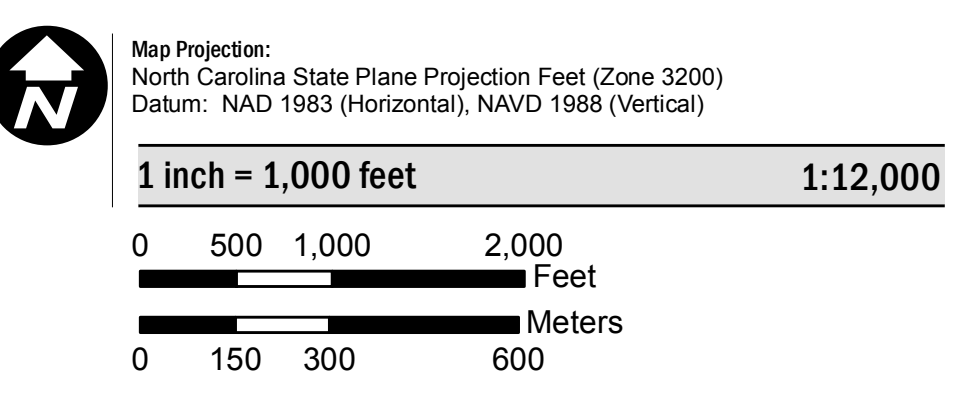 N
Map Projection:
North Carolina State Plane Projection Feet (Zone 3200)
Datum: NAD 1983 (Horizontal), NAVD 1988 (Vertical)
1 inch = 1,000 feet 1:12,000
0 500 1,000 2,000
Feet
Meters
0 150 300 600